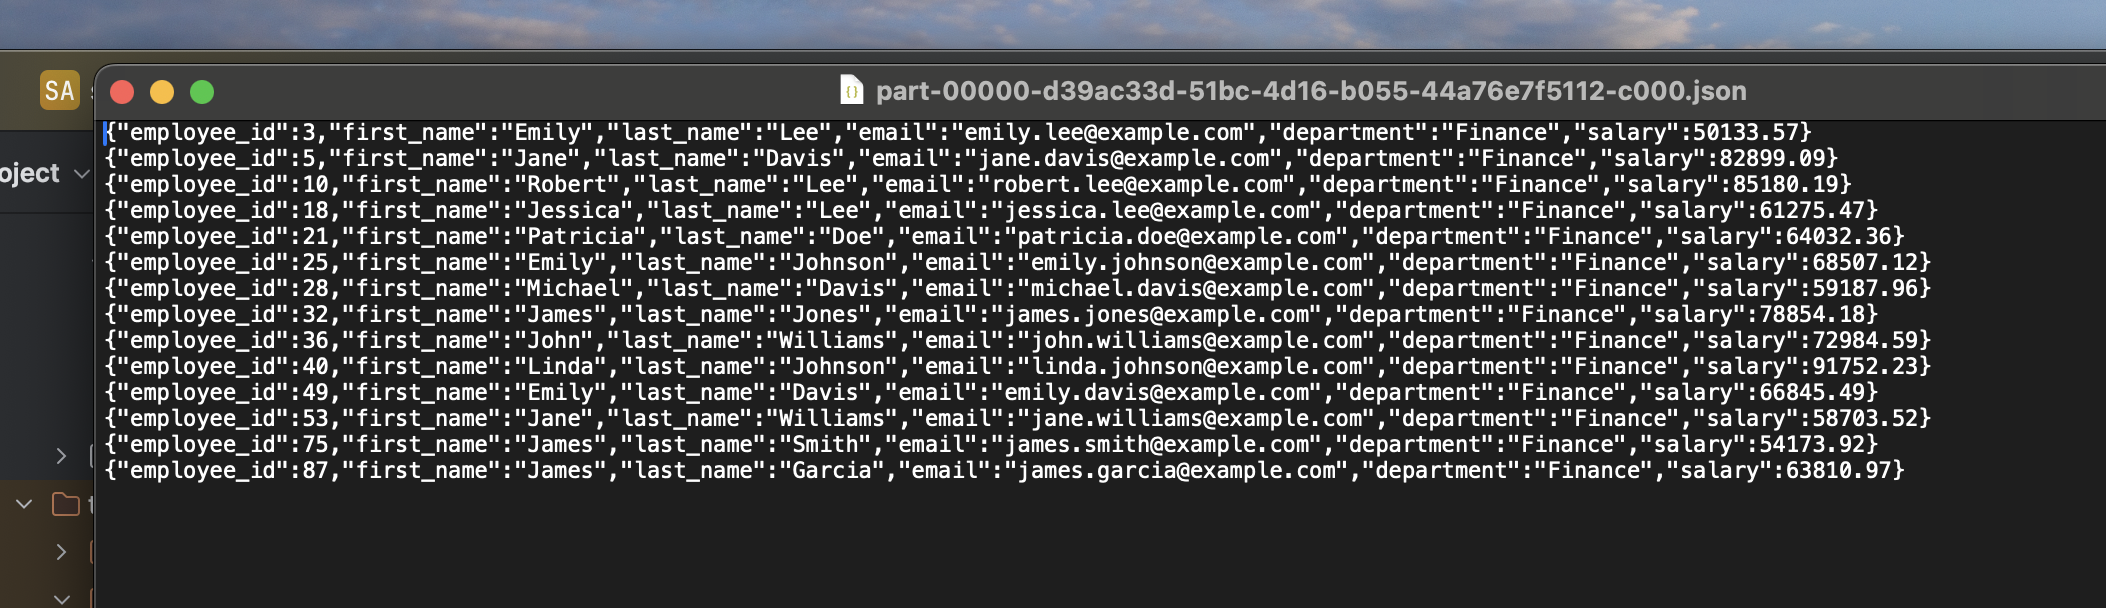 SA
part-00000-d39ac33d-51bc-4d16-b055-44a76e7f5112-c000.json
oject
{"employee_id":3,"first_name":"Emily","last_name":"Lee","email":"emily.lee@example.com","department":"Finance","salary":50133.57}
{"employee_id":5,"first_name":"Jane","last_name":"Davis","email":"jane.davis@example.com","department":"Finance","salary":82899.09}
{"employee_id":10,"first_name":"Robert","last_name":"Lee","email":"robert.lee@example.com","department":"Finance","salary":85180.19}
{"employee_id":18,"first_name":"Jessica","last_name":"Lee","email":"jessica.lee@example.com","department":"Finance","salary":61275.47}
{"employee_id":21,"first_name":"Patricia","last_name":"Doe","email":"patricia.doe@example.com","department":"Finance","salary":64032.36}
{"employee_id":25,"first_name":"Emily","last_name":"Johnson","email":"emily.johnson@example.com","department":"Finance","salary":68507.12}
{"employee_id":28,"first_name":"Michael","last_name":"Davis","email":"michael.davis@example.com","department":"Finance","salary":59187.96}
{"employee_id":32,"first_name":"James","last_name":"Jones","email":"james.jones@example.com","department":"Finance","salary":78854.18}
{"employee_id":36,"first_name":"John","last_name":"Williams","email":"john.williams@example.com","department":"Finance","salary":72984.59}
{"employee_id":40,"first_name":"Linda","last_name":"Johnson","email":"linda.johnson@example.com","department":"Finance","salary":91752.23}
{"employee_id":49,"first_name":"Emily","last_name":"Davis","email":"emily.davis@example.com","department":"Finance","salary":66845.49}
{"employee_id":53,"first_name":"Jane","last_name":"Williams","email":"jane.williams@example.com","department":"Finance","salary":58703.52}
{"employee_id":75,"first_name":"James","last_name":"Smith","email":"james.smith@example.com","department":"Finance","salary":54173.92}
{"employee_id":87,"first_name":"James","last_name":"Garcia","email":"james.garcia@example.com","department":"Finance","salary":63810.97}